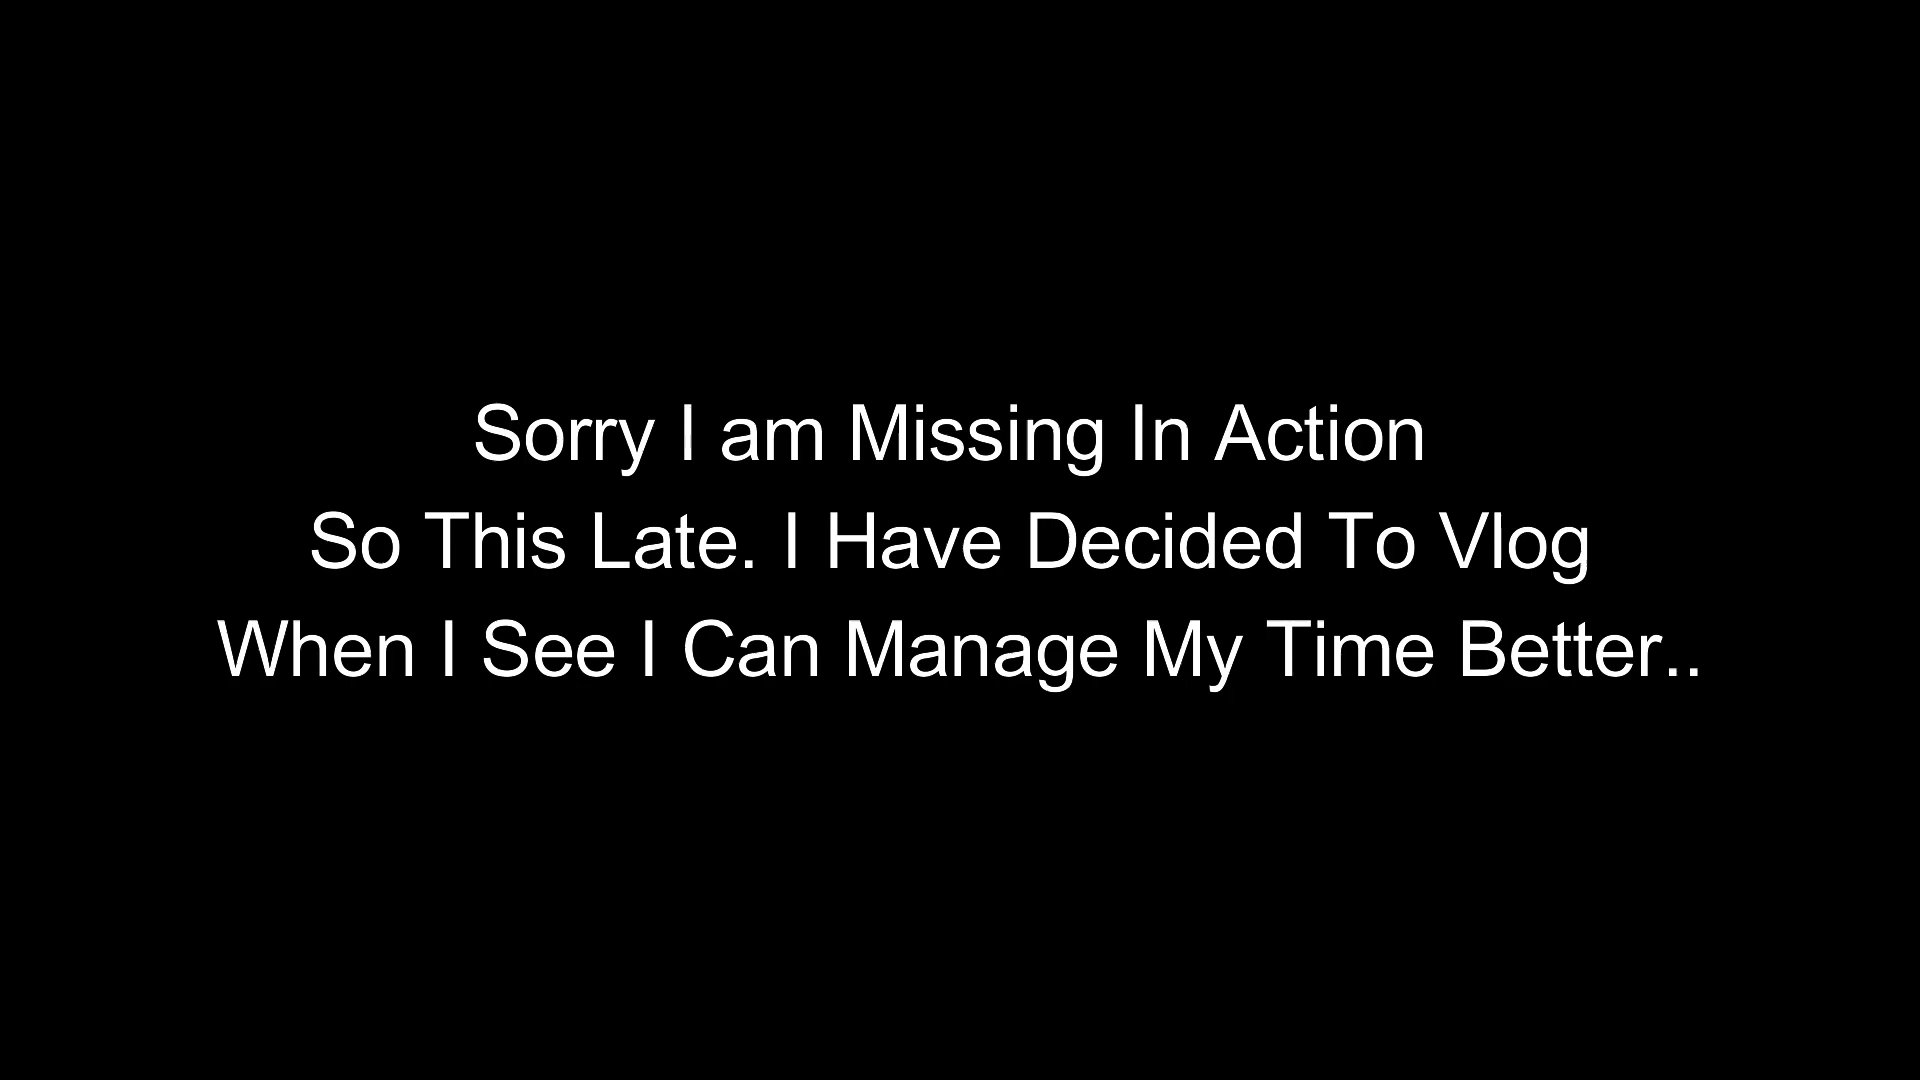 Sorry I am Missing In Action
So This Late. I Have Decided To Vlog
When I See I Can Manage My Time Better..